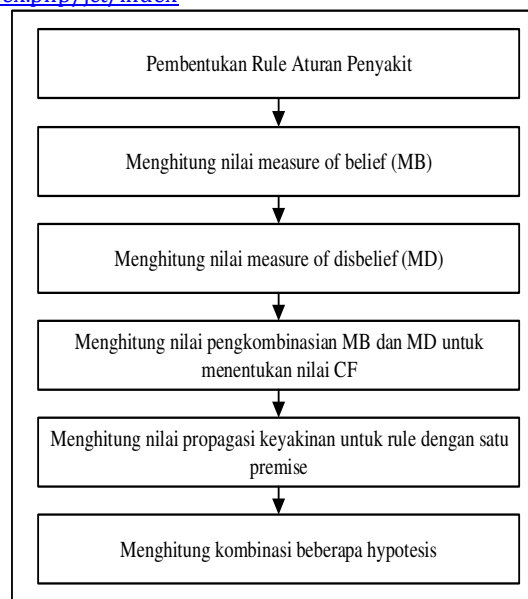 Pembentukan Rule Aturan Penyakit
Menghitung nilai measure of belief (MB)
Menghitung nilai measure of disbelief (MD)
Menghitung nilai pengkombinasian MB dan MD untuk
menentukan nilai CF
Menghitung nilai propagasi keyakinan untuk rule dengan satu
premise
Menghitung kombinasi beberapa hypotesis